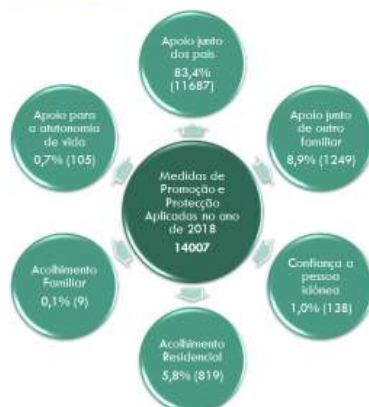 Apoio junto
dos pais
83,4%
(11687)
Apoio junto
de outro
familiar
8,9% (1249)
Confiança a
pessoa
idônea
1,0% (138)
Acolhimento
Residencial
5,8% (819)
Acolhimento
Familiar
0,1% (9)
Apoio para
a atutonomia
de vida
0,7% (105)
Medidas de
Promoção e
Protecção
Aplicadas no ano
de 2018
14007